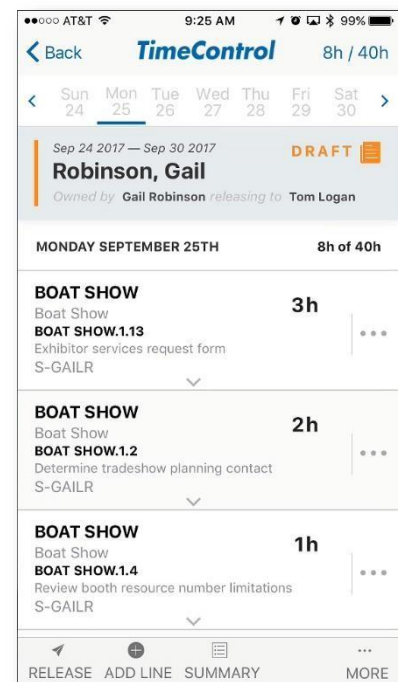 AT&T 9:25 AM 99%
Back TimeControl 8h / 40h
Sun Mon Tue Wed Thu Fri Sat
24 25 26 27 28 29 30
Sep 24 2017 — Sep 30 2017 DRAFT
Robinson, Gail
Owned by Gail Robinson releasing to Tom Logan
MONDAY SEPTEMBER 25TH 8h of 40h
BOAT SHOW 3h
Boat Show
BOAT SHOW.1.13
Exhibitor services request form
S-GAILR
BOAT SHOW 2h
Boat Show
BOAT SHOW.1.2
Determine tradeshow planning contact
S-GAILR
BOAT SHOW 1h
Boat Show
BOAT SHOW.1.4
Review booth resource number limitations
S-GAILR
RELEASE ADD LINE SUMMARY MORE